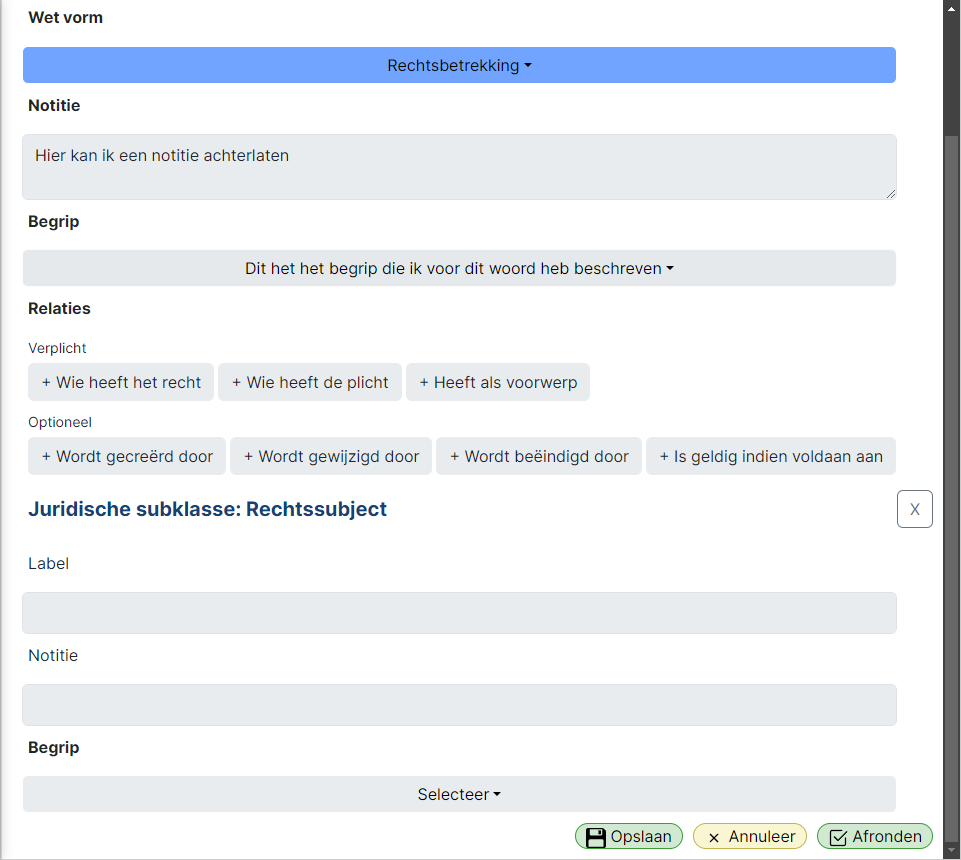 Wet vorm
Rechtsbetrekking
Notitie
Hier kan ik een notitie achterlaten
Begrip
Dit het het begrip die ik voor dit woord heb beschreven
Relaties
Verplicht
+ Wie heeft het recht + Wie heeft de plicht + Heeft als voorwerp
Optioneel
+ Wordt gecreërd door + Wordt gewijzigd door + Wordt beëindigd door + Is geldig indien voldaan aan
Juridische subklasse: Rechtssubject X
Label
Notitie
Begrip
Selecteer
Opslaan × Annuleer Afronden